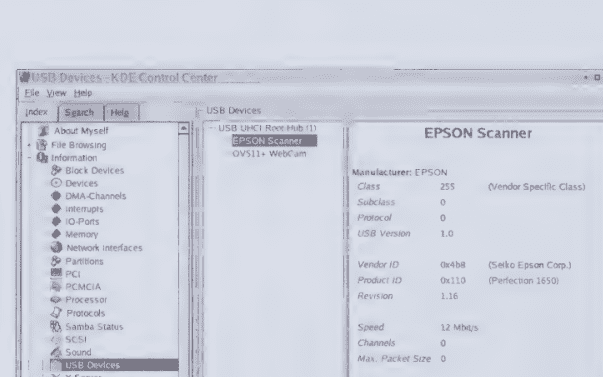 USB Devices - KDE Control Center
File View Help
Index Search Help
About Myself
File Browsing
Information
Block Devices
Devices
DMA-Channels
Interrupts
IO-Ports
Memory
Network Interfaces
Partitions
PCI
PCMCIA
Processor
Protocols
Samba Status
SCSI
Sound
USB Devices
USB Devices
USB UHCI Root Hub (1)
EPSON Scanner
OV511+ WebCam
EPSON Scanner
Manufacturer: EPSON
Class 255 (Vendor Specific Class)
Subclass 0
Protocol 0
USB Version 1.0
Vendor ID 0x4b8 (Seiko Epson Corp.)
Product ID 0x110 (Perfection 1650)
Revision 1.16
Speed 12 Mbit/s
Channels 0
Max. Packet Size 0